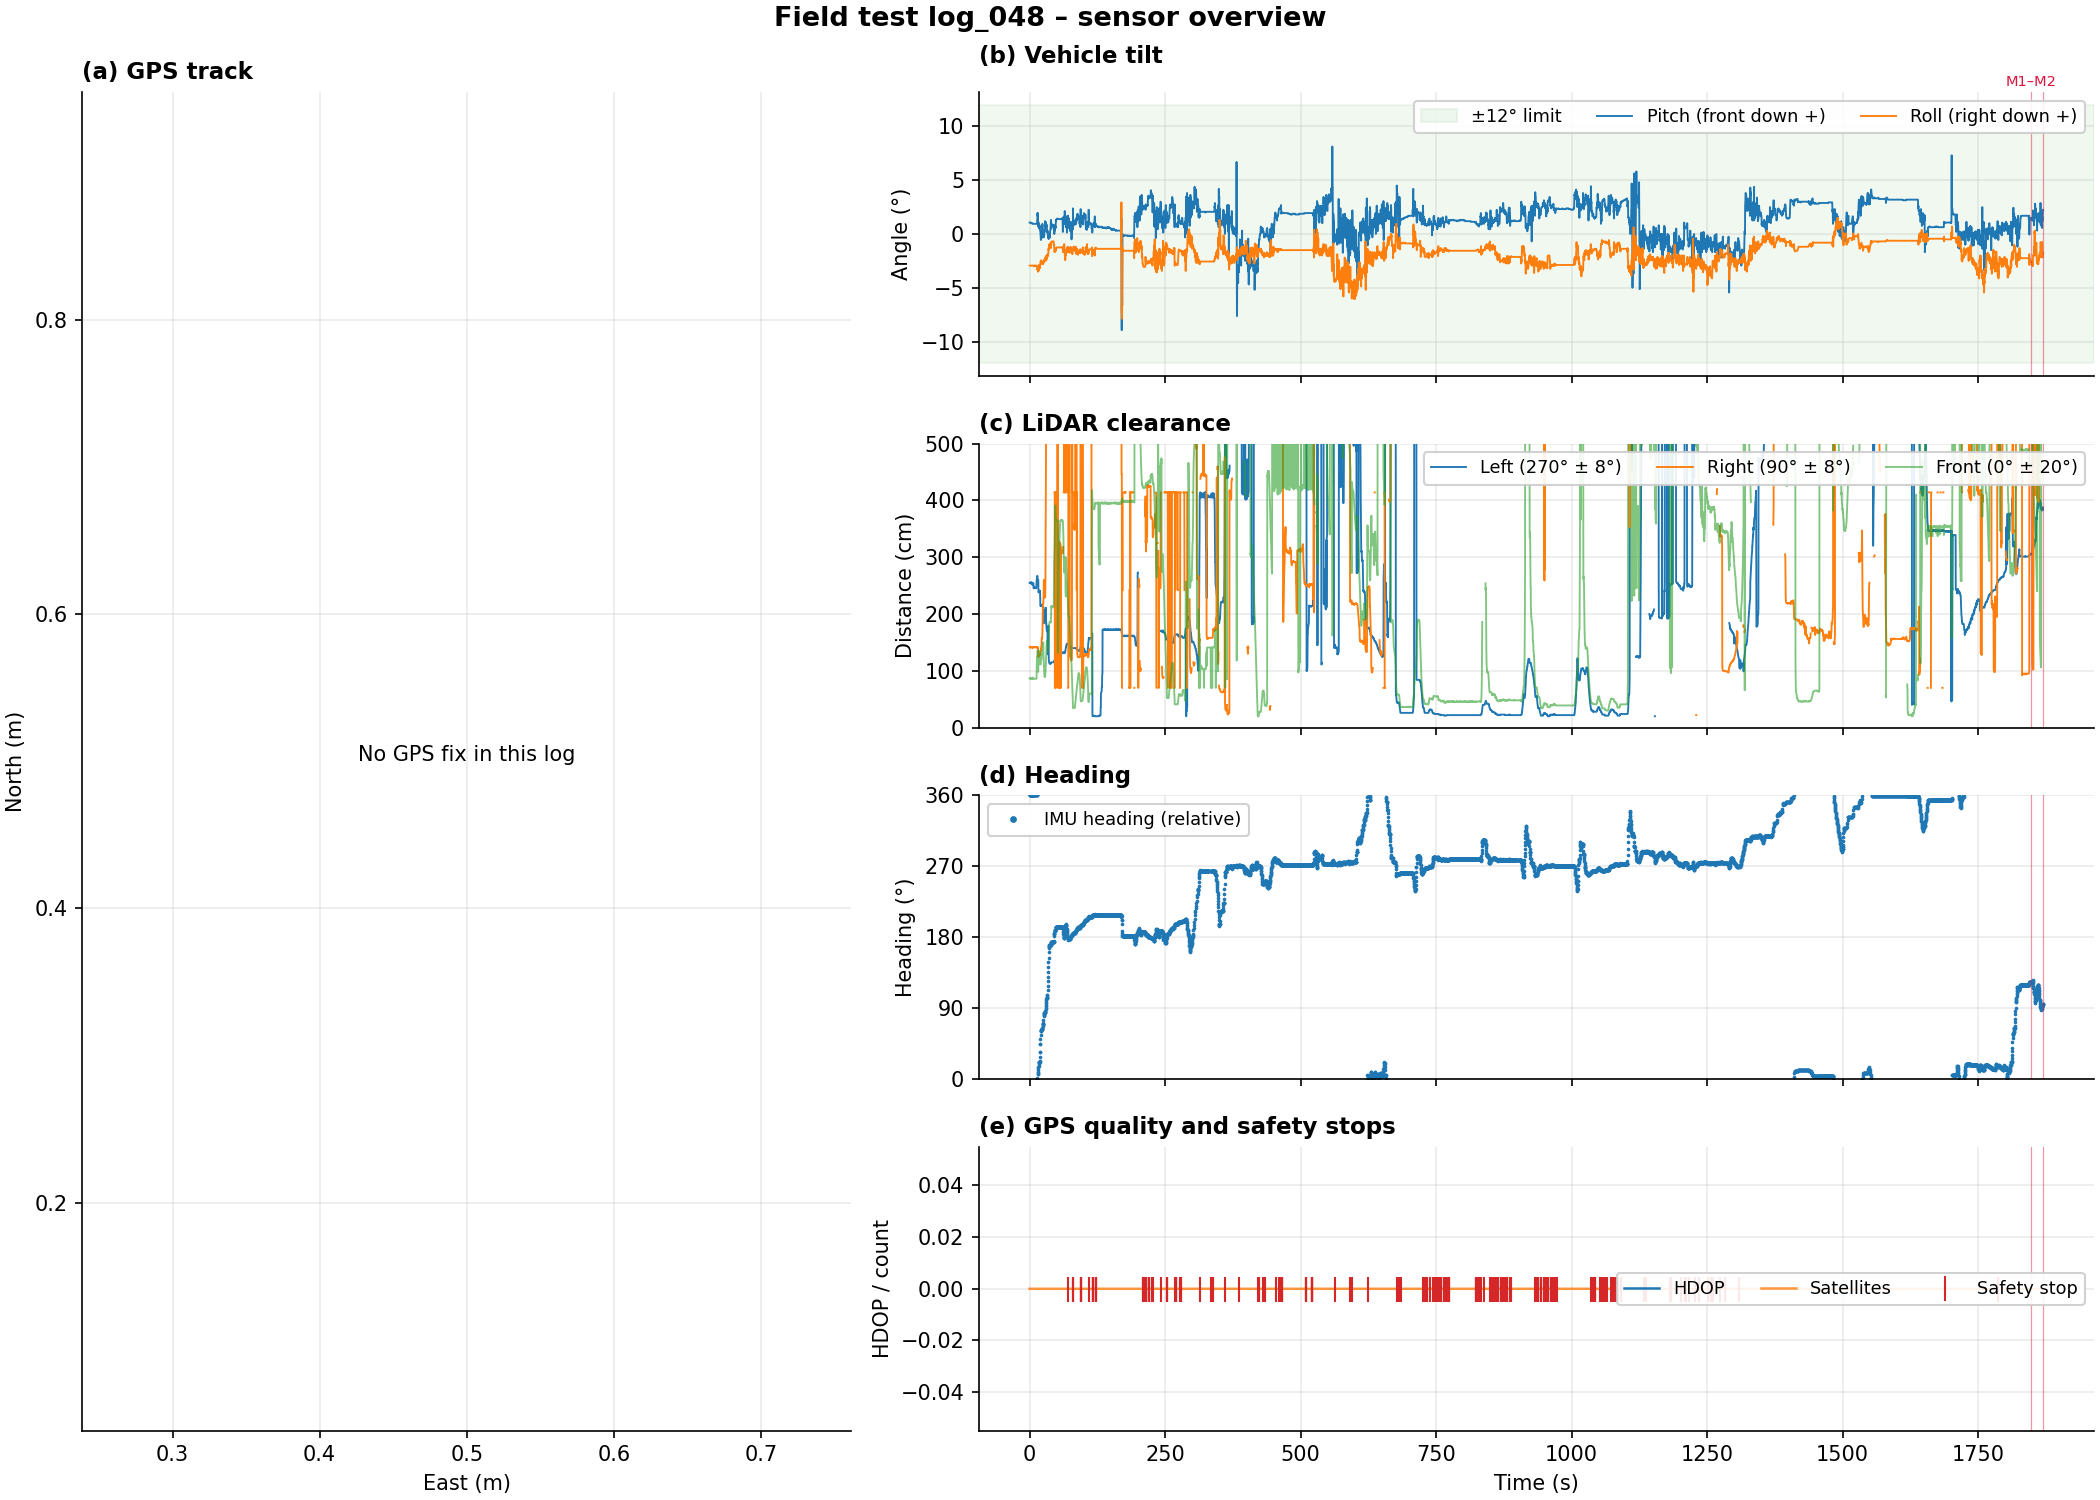 Field test log_048 – sensor overview
(a) GPS track
North (m)
0.8
0.6
0.4
0.2
No GPS fix in this log
0.3 0.4 0.5 0.6 0.7
East (m)
(b) Vehicle tilt
M1–M2
±12° limit Pitch (front down +) Roll (right down +)
Angle (°)
10
5
0
−5
−10
(c) LiDAR clearance
Left (270° ± 8°) Right (90° ± 8°) Front (0° ± 20°)
Distance (cm)
500
400
300
200
100
0
(d) Heading
IMU heading (relative)
Heading (°)
360
270
180
90
0
(e) GPS quality and safety stops
HDOP Satellites Safety stop
HDOP / count
0.04
0.02
0.00
−0.02
−0.04
0 250 500 750 1000 1250 1500 1750
Time (s)